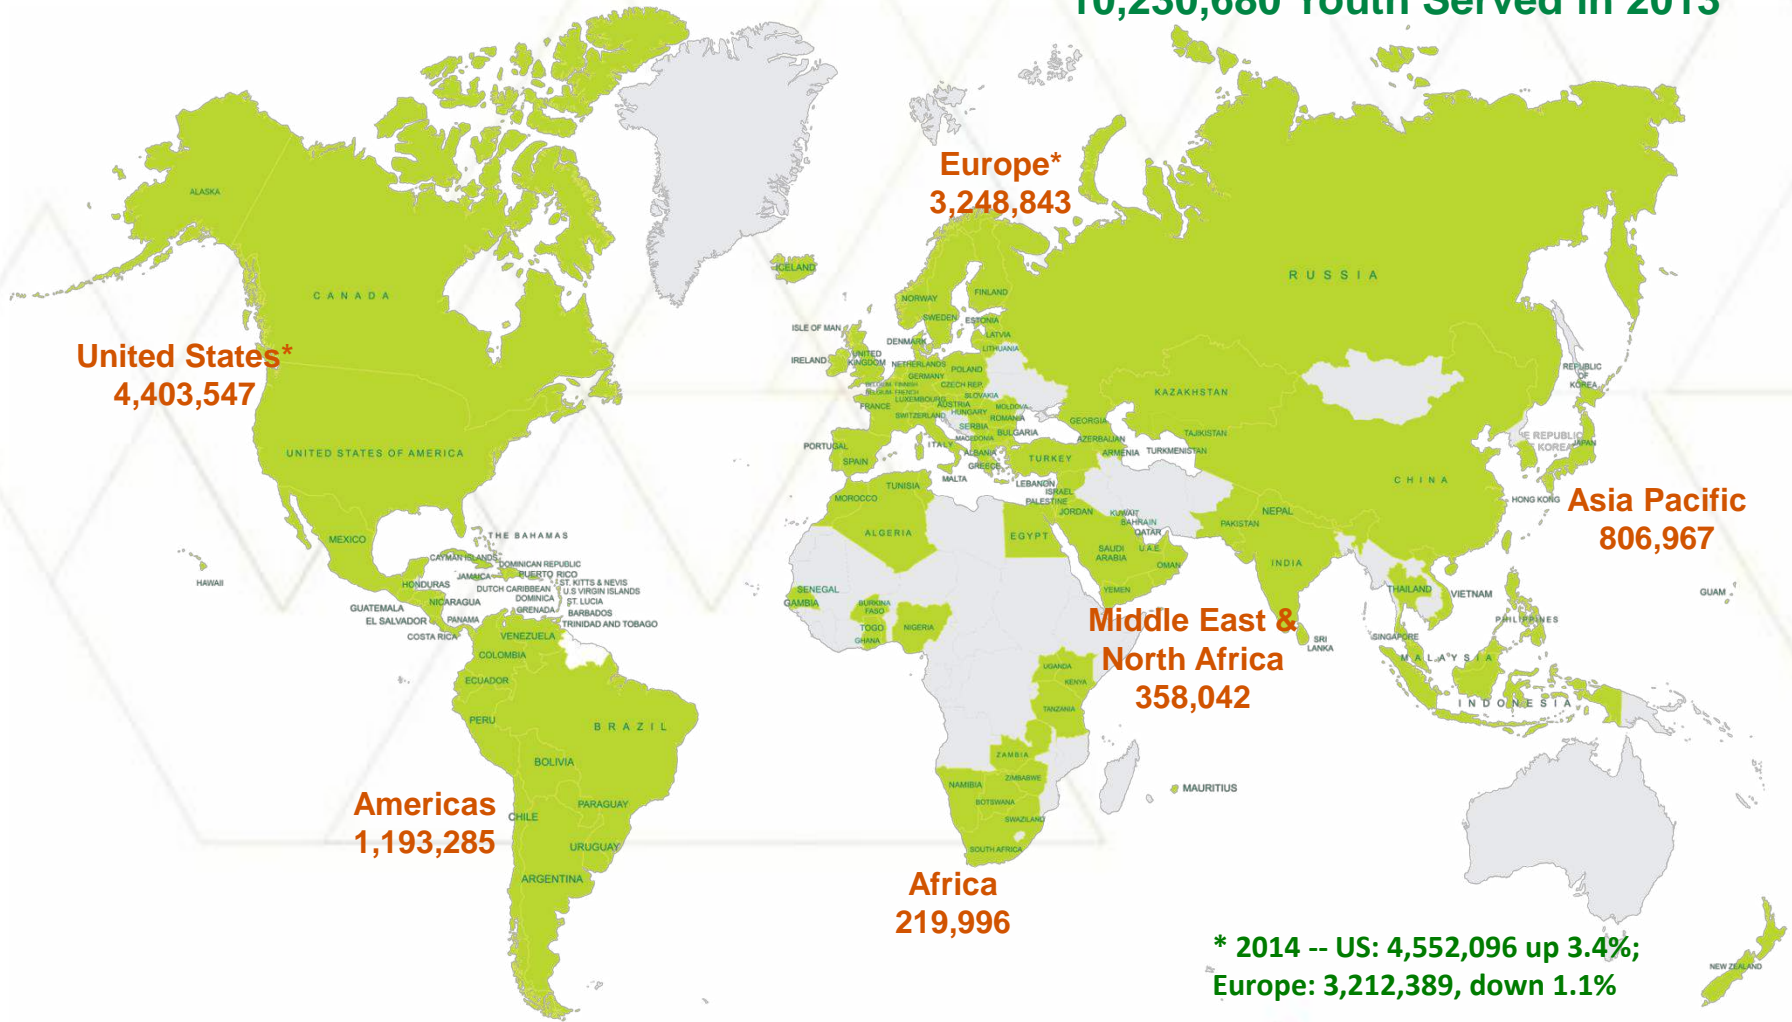 10,230,680 Youth Served in 2013
Europe*
3,248,843
ALASKA
CANADA
United States*
4,403,547
UNITED STATES OF AMERICA
MEXICO
HAWAII
THE BAHAMAS
CAYMAN ISLANDS
DOMINICAN REPUBLIC
JAMAICA
PUERTO RICO
ST. KITTS & NEVIS
U.S VIRGIN ISLANDS
DUTCH CARIBBEAN
DOMINICA
ST. LUCIA
GRENADA
BARBADOS
TRINIDAD AND TOBAGO
HONDURAS
NICARAGUA
GUATEMALA
EL SALVADOR
PANAMA
COSTA RICA
VENEZUELA
COLOMBIA
ECUADOR
PERU
BRAZIL
BOLIVIA
PARAGUAY
CHILE
URUGUAY
ARGENTINA
Americas
1,193,285
ICELAND
NORWAY
SWEDEN
FINLAND
ESTONIA
LATVIA
LITHUANIA
ISLE OF MAN
IRELAND
UNITED
KINGDOM
DENMARK
NETHERLANDS
GERMANY
POLAND
BELGIUM- FINNISH
BELGIUM- FRENCH
CZECH REP.
SLOVAKIA
LUXEMBOURG
AUSTRIA
FRANCE
SWITZERLAND
HUNGARY
MOLDOVA
ROMANIA
SERBIA
BULGARIA
MACEDONIA
ITALY
ALBANIA
GREECE
PORTUGAL
SPAIN
MALTA
TURKEY
GEORGIA
AZERBAIJAN
ARMENIA
TURKMENISTAN
TAJIKISTAN
KAZAKHSTAN
RUSSIA
CHINA
REPUBLIC
OF
KOREA
E REPUBLIC
KOREA
JAPAN
HONG KONG
Asia Pacific
806,967
LEBANON
ISRAEL
PALESTINE
JORDAN
KUWAIT
BAHRAIN
QATAR
SAUDI
ARABIA
U.A.E.
OMAN
YEMEN
PAKISTAN
NEPAL
INDIA
SRI
LANKA
THAILAND
VIETNAM
PHILIPPINES
GUAM
SINGAPORE
MALAYSIA
INDONESIA
MOROCCO
TUNISIA
ALGERIA
EGYPT
SENEGAL
GAMBIA
BURKINA
FASO
TOGO
GHANA
NIGERIA
Middle East &
North Africa
358,042
UGANDA
KENYA
TANZANIA
ZAMBIA
ZIMBABWE
NAMIBIA
BOTSWANA
SWAZILAND
SOUTH AFRICA
MAURITIUS
Africa
219,996
NEW ZEALAND
* 2014 -- US: 4,552,096 up 3.4%;
Europe: 3,212,389, down 1.1%